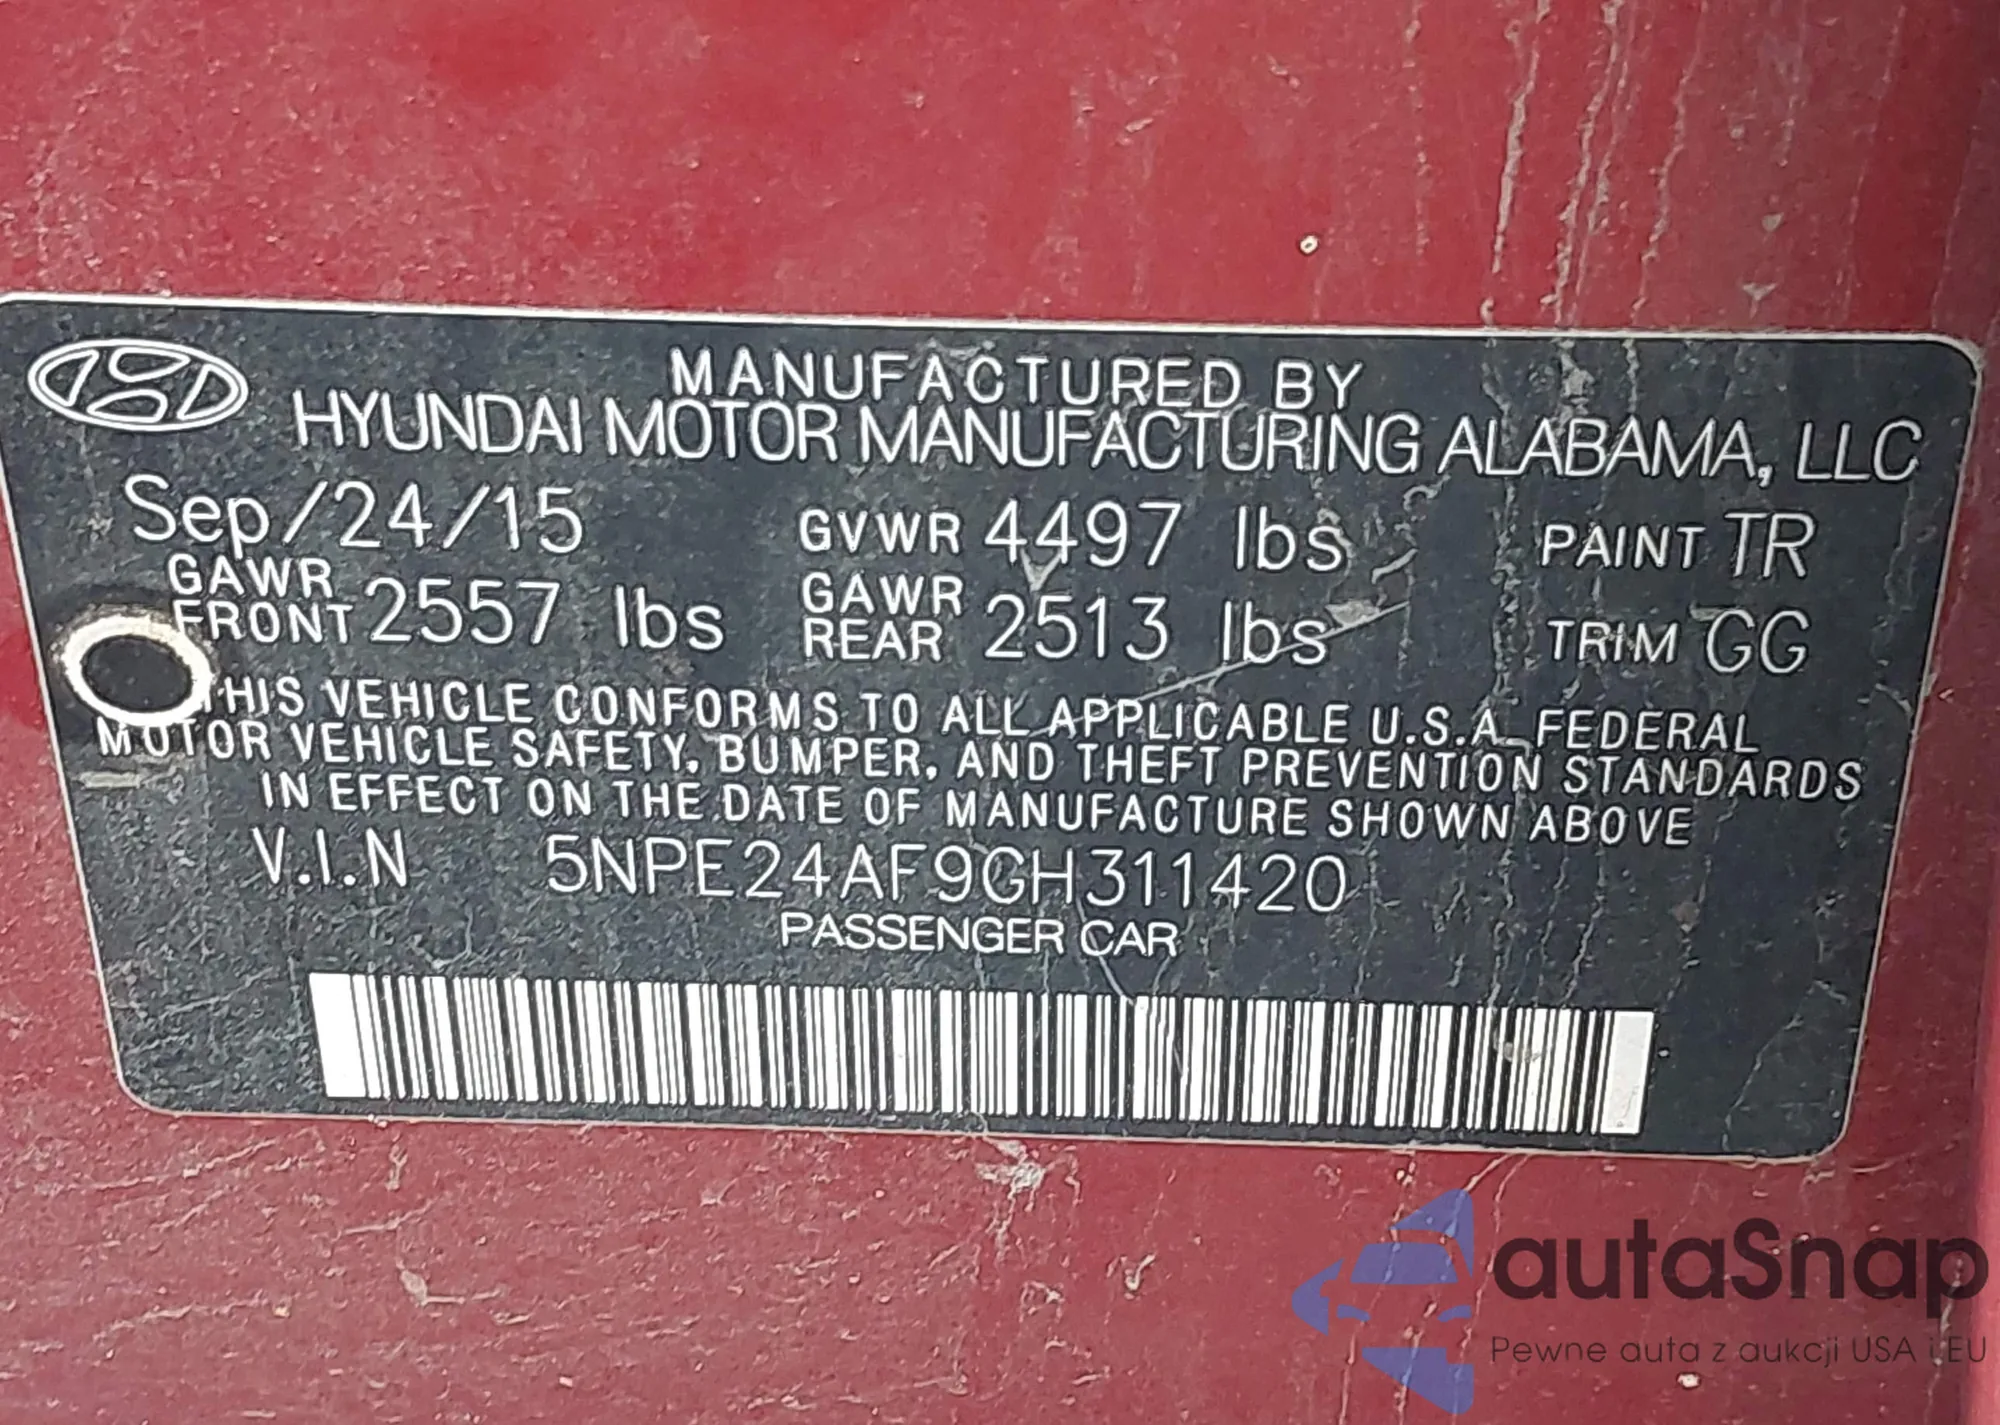 MANUFACTURED BY
HYUNDAI MOTOR MANUFACTURING ALABAMA, LLC
Sep/24/15 GVWR 4497 lbs PAINT TR
GAWR FRONT 2557 lbs GAWR REAR 2513 lbs TRIM GG
THIS VEHICLE CONFORMS TO ALL APPLICABLE U.S.A. FEDERAL
MOTOR VEHICLE SAFETY, BUMPER, AND THEFT PREVENTION STANDARDS
IN EFFECT ON THE DATE OF MANUFACTURE SHOWN ABOVE
V.I.N 5NPE24AF9GH311420
PASSENGER CAR
autaSnap
Pewne auta z aukcji USA i EU